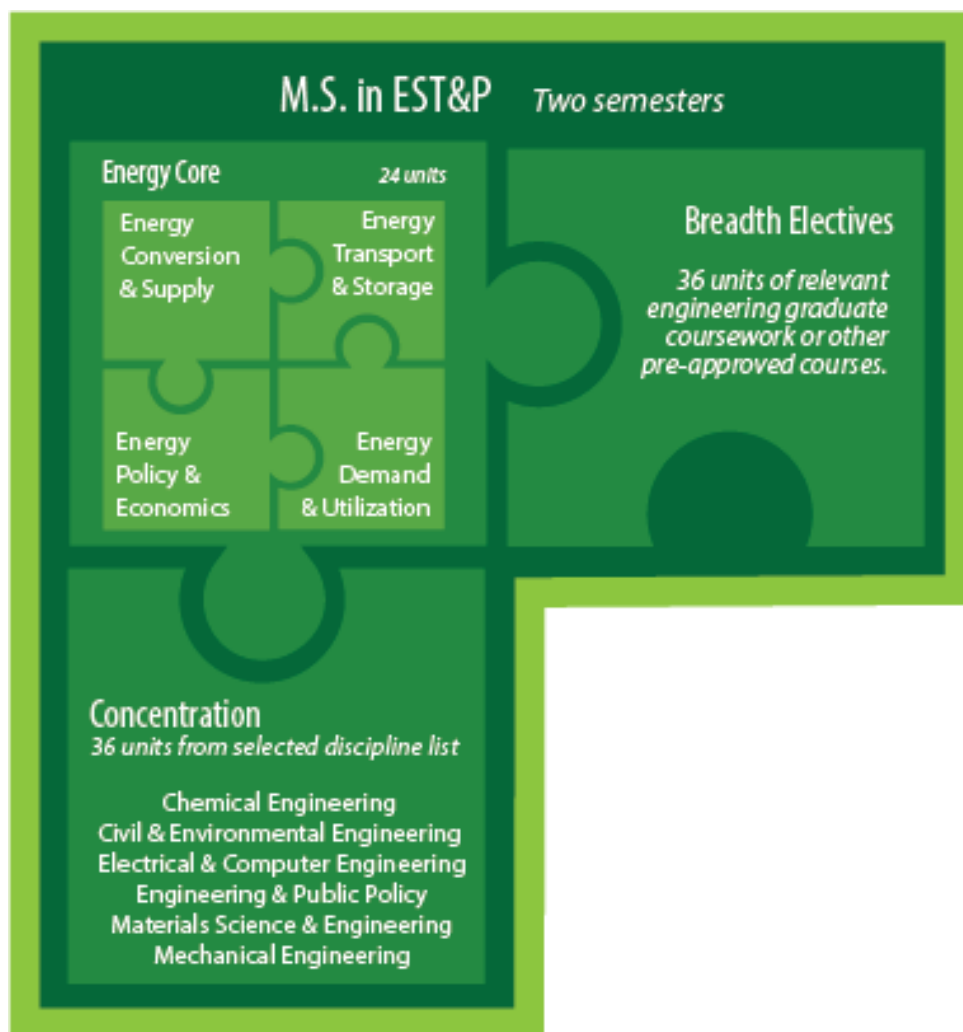 M.S. in EST&P Two semesters
Energy Core 24 units
Energy
Conversion
& Supply
Energy
Transport
& Storage
Energy
Policy &
Economics
Energy
Demand
& Utilization
Breadth Electives
36 units of relevant
engineering graduate
coursework or other
pre-approved courses.
Concentration
36 units from selected discipline list
Chemical Engineering
Civil & Environmental Engineering
Electrical & Computer Engineering
Engineering & Public Policy
Materials Science & Engineering
Mechanical Engineering